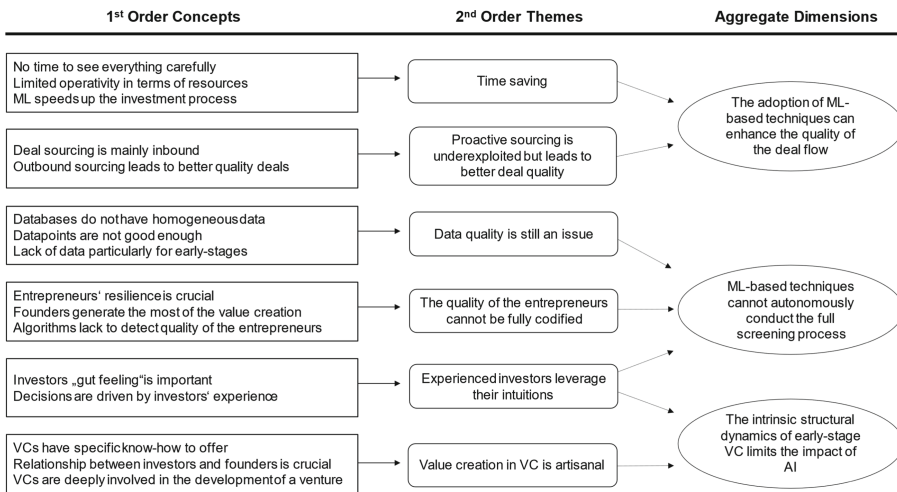 1st Order Concepts
2nd Order Themes
Aggregate Dimensions
No time to see everything carefully
Limited operativity in terms of resources
ML speeds up the investment process
Time saving
The adoption of ML-
based techniques can
enhance the quality of
the deal flow
Deal sourcing is mainly inbound
Outbound sourcing leads to better quality deals
Proactive sourcing is
underexploited but leads to
better deal quality
Databases do not have homogeneous data
Datapoints are not good enough
Lack of data particularly for early-stages
Data quality is still an issue
ML-based techniques
cannot autonomously
conduct the full
screening process
Entrepreneurs‘ resilience is crucial
Founders generate the most of the value creation
Algorithms lack to detect quality of the entrepreneurs
The quality of the entrepreneurs
cannot be fully codified
Investors „gut feeling“ is important
Decisions are driven by investors‘ experience
Experienced investors leverage
their intuitions
The intrinsic structural
dynamics of early-stage
VC limits the impact of
AI
VCs have specific know-how to offer
Relationship between investors and founders is crucial
VCs are deeply involved in the development of a venture
Value creation in VC is artisanal